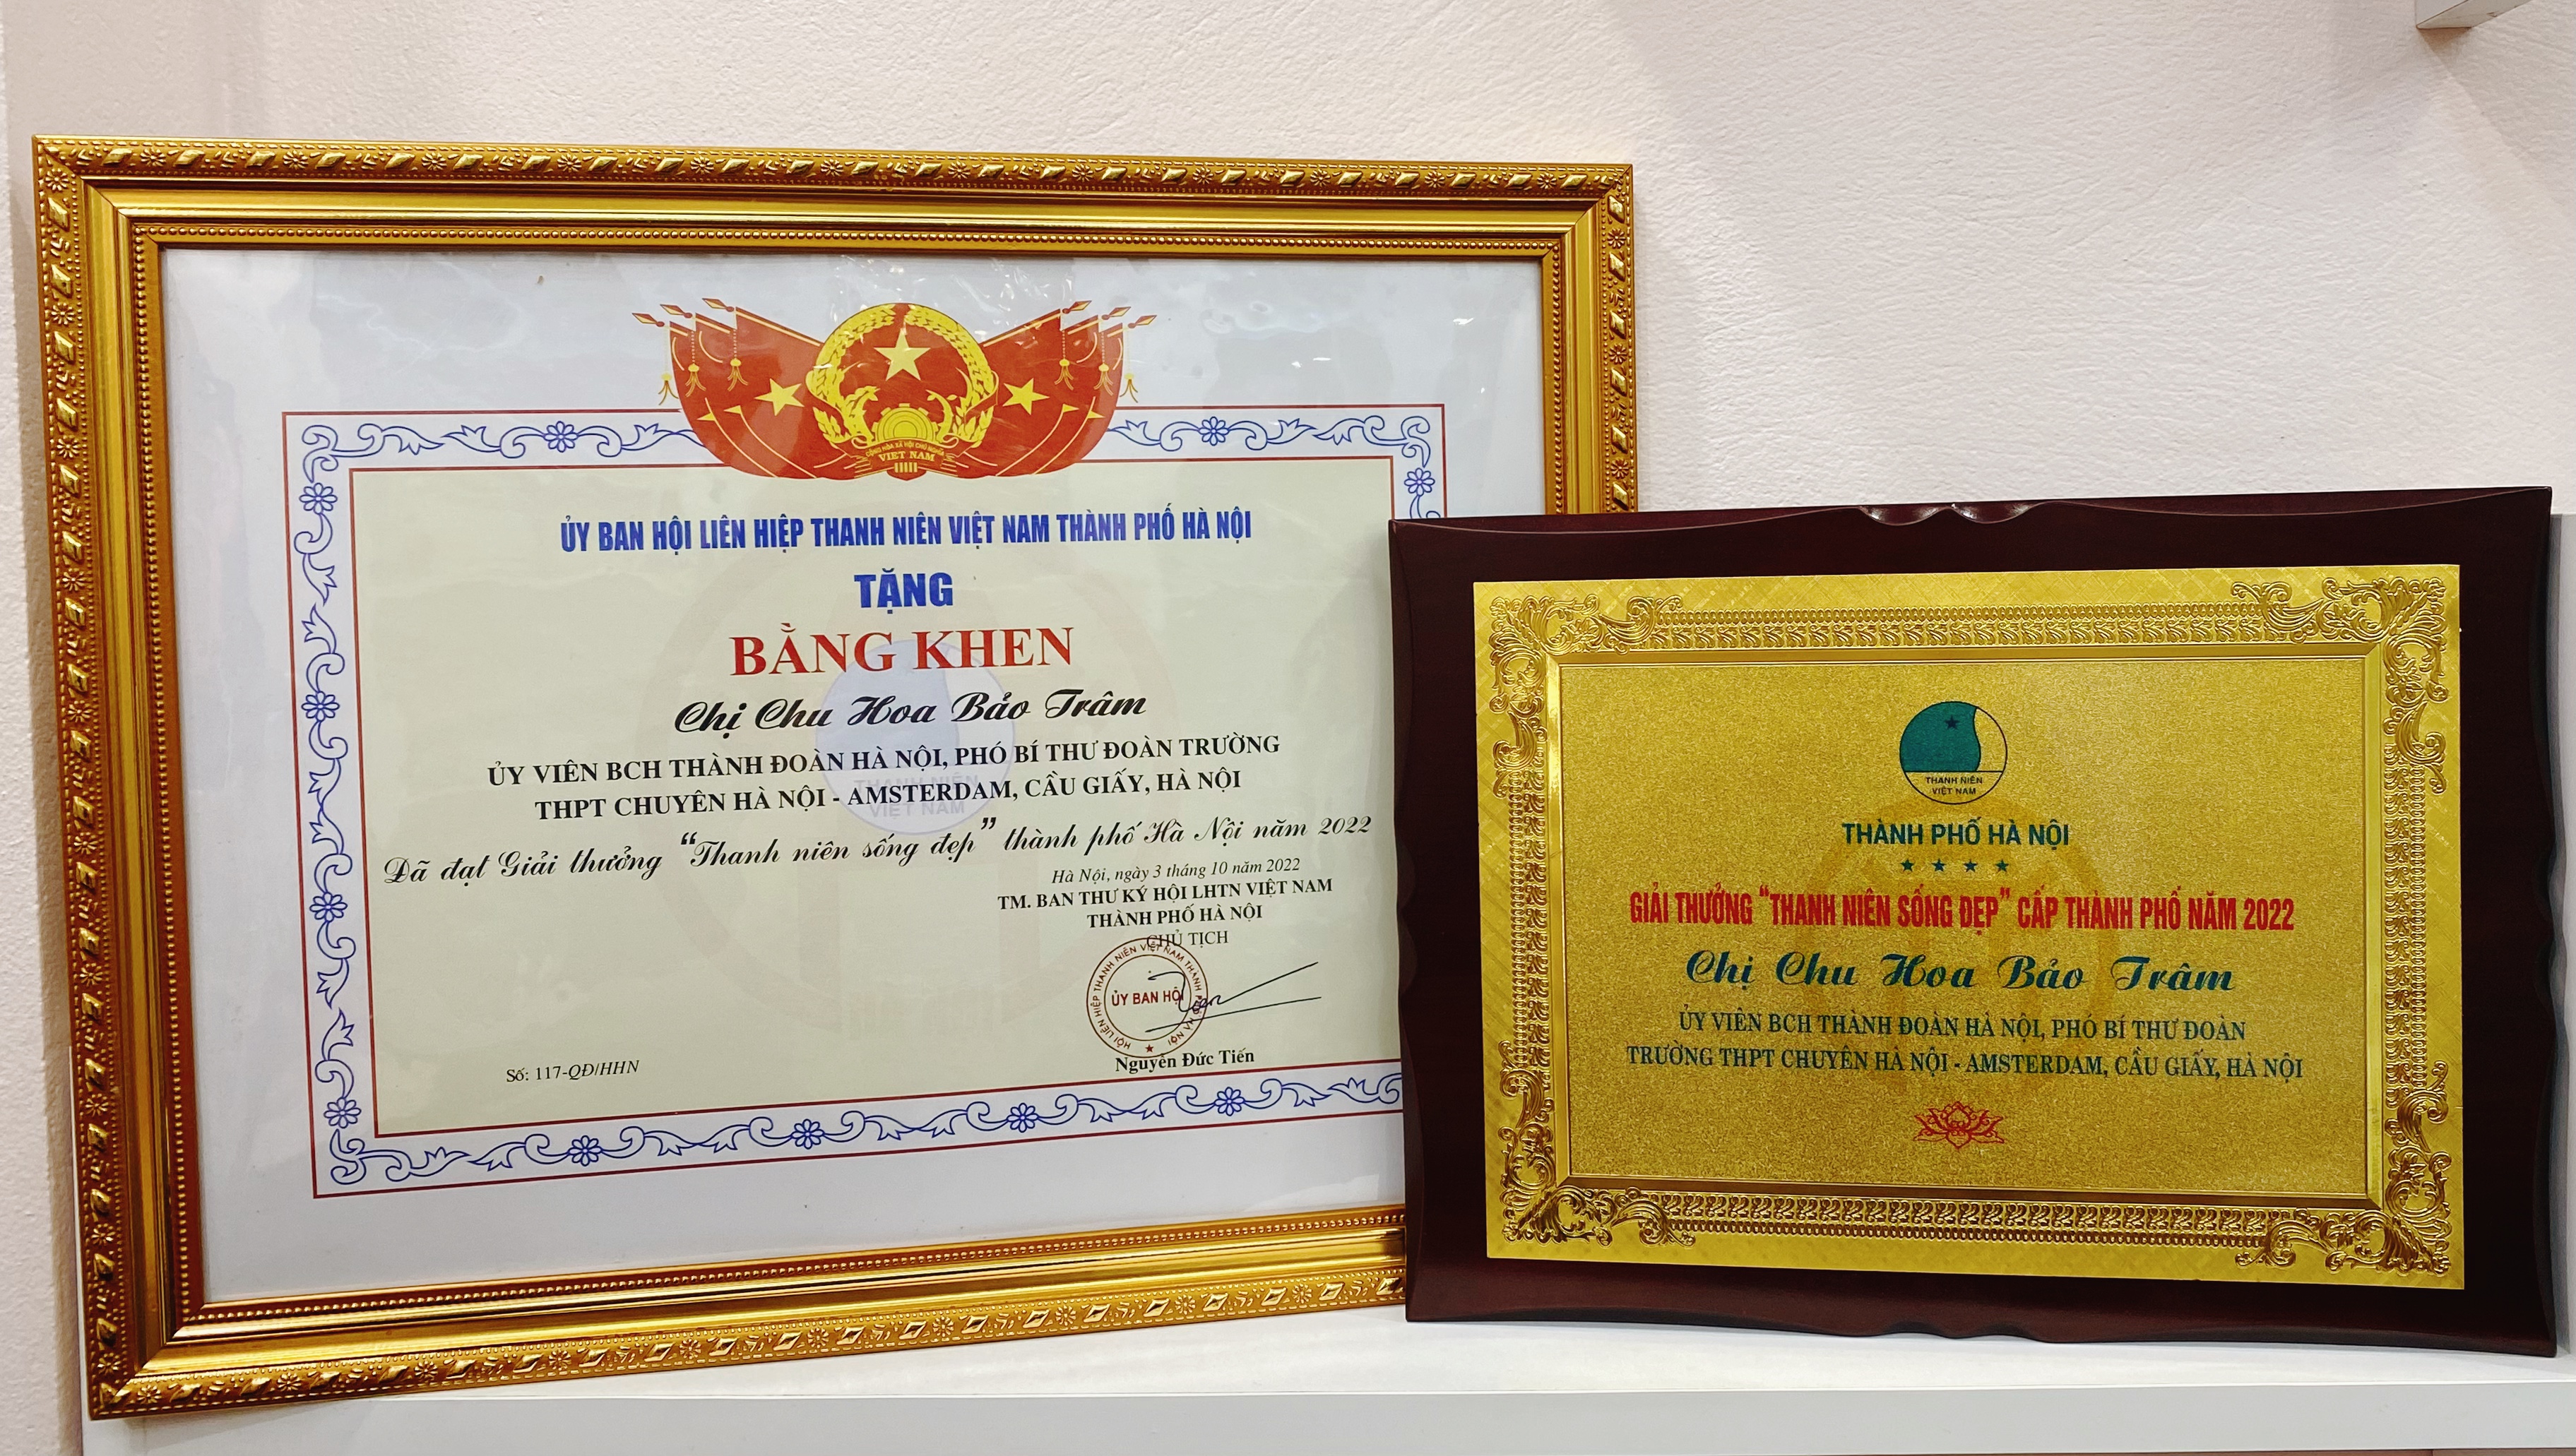 CỘNG HÒA XÃ HỘI CHỦ NGHĨA
VIỆT NAM
ỦY BAN HỘI LIÊN HIỆP THANH NIÊN VIỆT NAM THÀNH PHỐ HÀ NỘI
TẶNG
BẰNG KHEN
Chị Chu Hoa Bảo Trâm
ỦY VIÊN BCH THÀNH ĐOÀN HÀ NỘI, PHÓ BÍ THƯ ĐOÀN TRƯỜNG
THPT CHUYÊN HÀ NỘI - AMSTERDAM, CẦU GIẤY, HÀ NỘI
THANH NIÊN
VIỆT NAM
Đã đạt Giải thưởng “Thanh niên sống đẹp” thành phố Hà Nội năm 2022
Hà Nội, ngày 3 tháng 10 năm 2022
TM. BAN THƯ KÝ HỘI LHTN VIỆT NAM
THÀNH PHỐ HÀ NỘI
CHỦ TỊCH
HỘI LIÊN HIỆP THANH NIÊN VIỆT NAM THÀNH PHỐ HÀ NỘI
ỦY BAN HỘI
Nguyễn Đức Tiến
Số: 117-QĐ/HHN
THANH NIÊN
VIỆT NAM
THÀNH PHỐ HÀ NỘI
GIẢI THƯỞNG “THANH NIÊN SỐNG ĐẸP” CẤP THÀNH PHỐ NĂM 2022
Chị Chu Hoa Bảo Trâm
ỦY VIÊN BCH THÀNH ĐOÀN HÀ NỘI, PHÓ BÍ THƯ ĐOÀN
TRƯỜNG THPT CHUYÊN HÀ NỘI - AMSTERDAM, CẦU GIẤY, HÀ NỘI